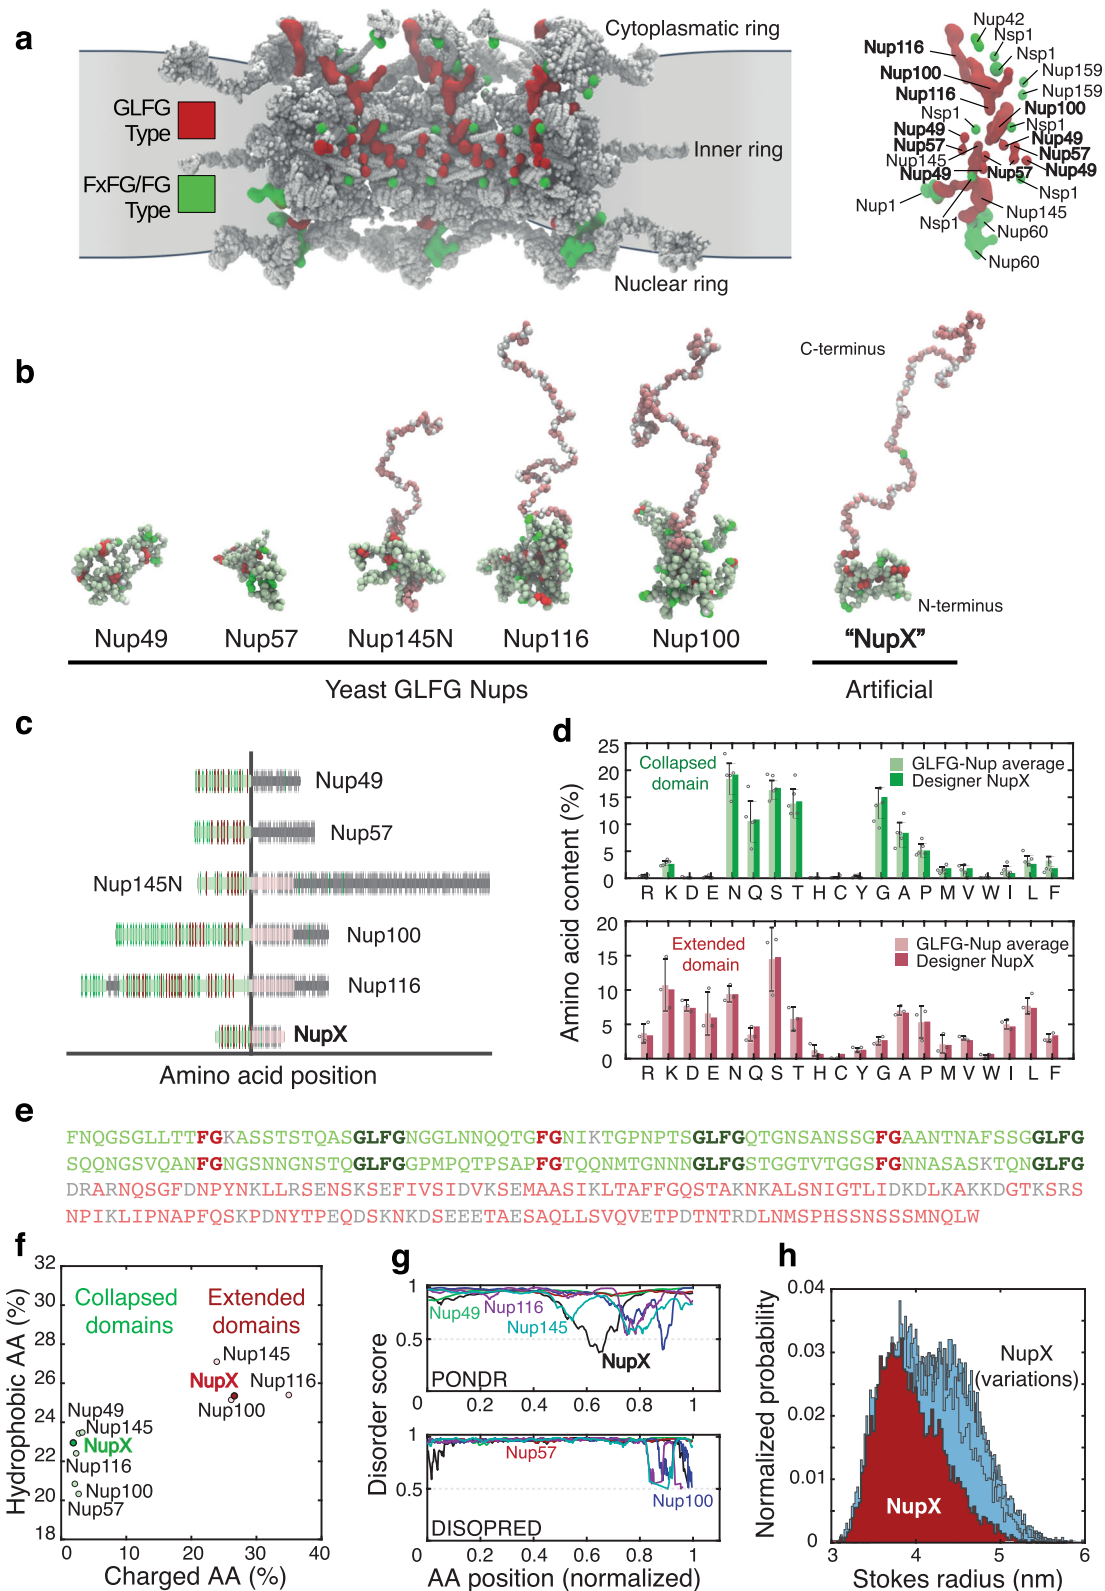 a
Cytoplasmatic ring
GLFG
Type
FxFG/FG
Type
Inner ring
Nuclear ring
Nup42
Nsp1
Nup116
Nsp1
Nup100
Nup159
Nup116
Nup159
Nsp1
Nup100
Nup49
Nsp1
Nup57
Nup49
Nup145
Nup57
Nup49
Nup57
Nup49
Nsp1
Nup1
Nsp1
Nup145
Nup60
Nup60
b
C-terminus
N-terminus
Nup49
Nup57
Nup145N
Nup116
Nup100
“NupX”
Yeast GLFG Nups
Artificial
c
Nup49
Nup57
Nup145N
Nup100
Nup116
NupX
Amino acid position
d
Amino acid content (%)
25
20
15
10
5
0
Collapsed
domain
GLFG-Nup average
Designer NupX
R K D E N Q S T H C Y G A P M V W I L F
20
15
10
5
0
Extended
domain
GLFG-Nup average
Designer NupX
R K D E N Q S T H C Y G A P M V W I L F
e
FNQGSGLLTTFGKASSTSTQASGLFGNGGLNNQQTGFGNIKTGPNPTSGLFGQTGNSANSSGFGAANTNAFSSGGLFG
SQQNGSVQANFGNGSNNGNSTQGLFGGPMPQTPSAPFGTQQNMTGNNNGLFGSTGGTVTGGSFGNNASASKTQNGLFG
DRARNQSGFDNPYNKLLRSENSKSEFIVSIDVKSEMAASIKLTAFFGQSTAKNKALSNIGTLIDKDLKAKKDGTKSRS
NPIKLIPNAPFQSKPDNYTPEQDSKNKDSEEETAESAQLLSVQVETPDTNTRDLNMSPHSSNSSSMNQLW
f
Hydrophobic AA (%)
32
30
28
26
24
22
20
18
Collapsed
domains
Extended
domains
Nup145
NupX
Nup116
Nup100
Nup49
Nup145
NupX
Nup116
Nup100
Nup57
0 10 20 30 40
Charged AA (%)
g
Disorder score
1
0.5
Nup49
Nup116
Nup145
NupX
PONDR
0 0.2 0.4 0.6 0.8 1
1
0.5
Nup57
Nup100
DISOPRED
0 0.2 0.4 0.6 0.8 1
AA position (normalized)
h
Normalized probability
0.04
0.03
0.02
0.01
0
NupX
(variations)
NupX
3 4 5 6
Stokes radius (nm)